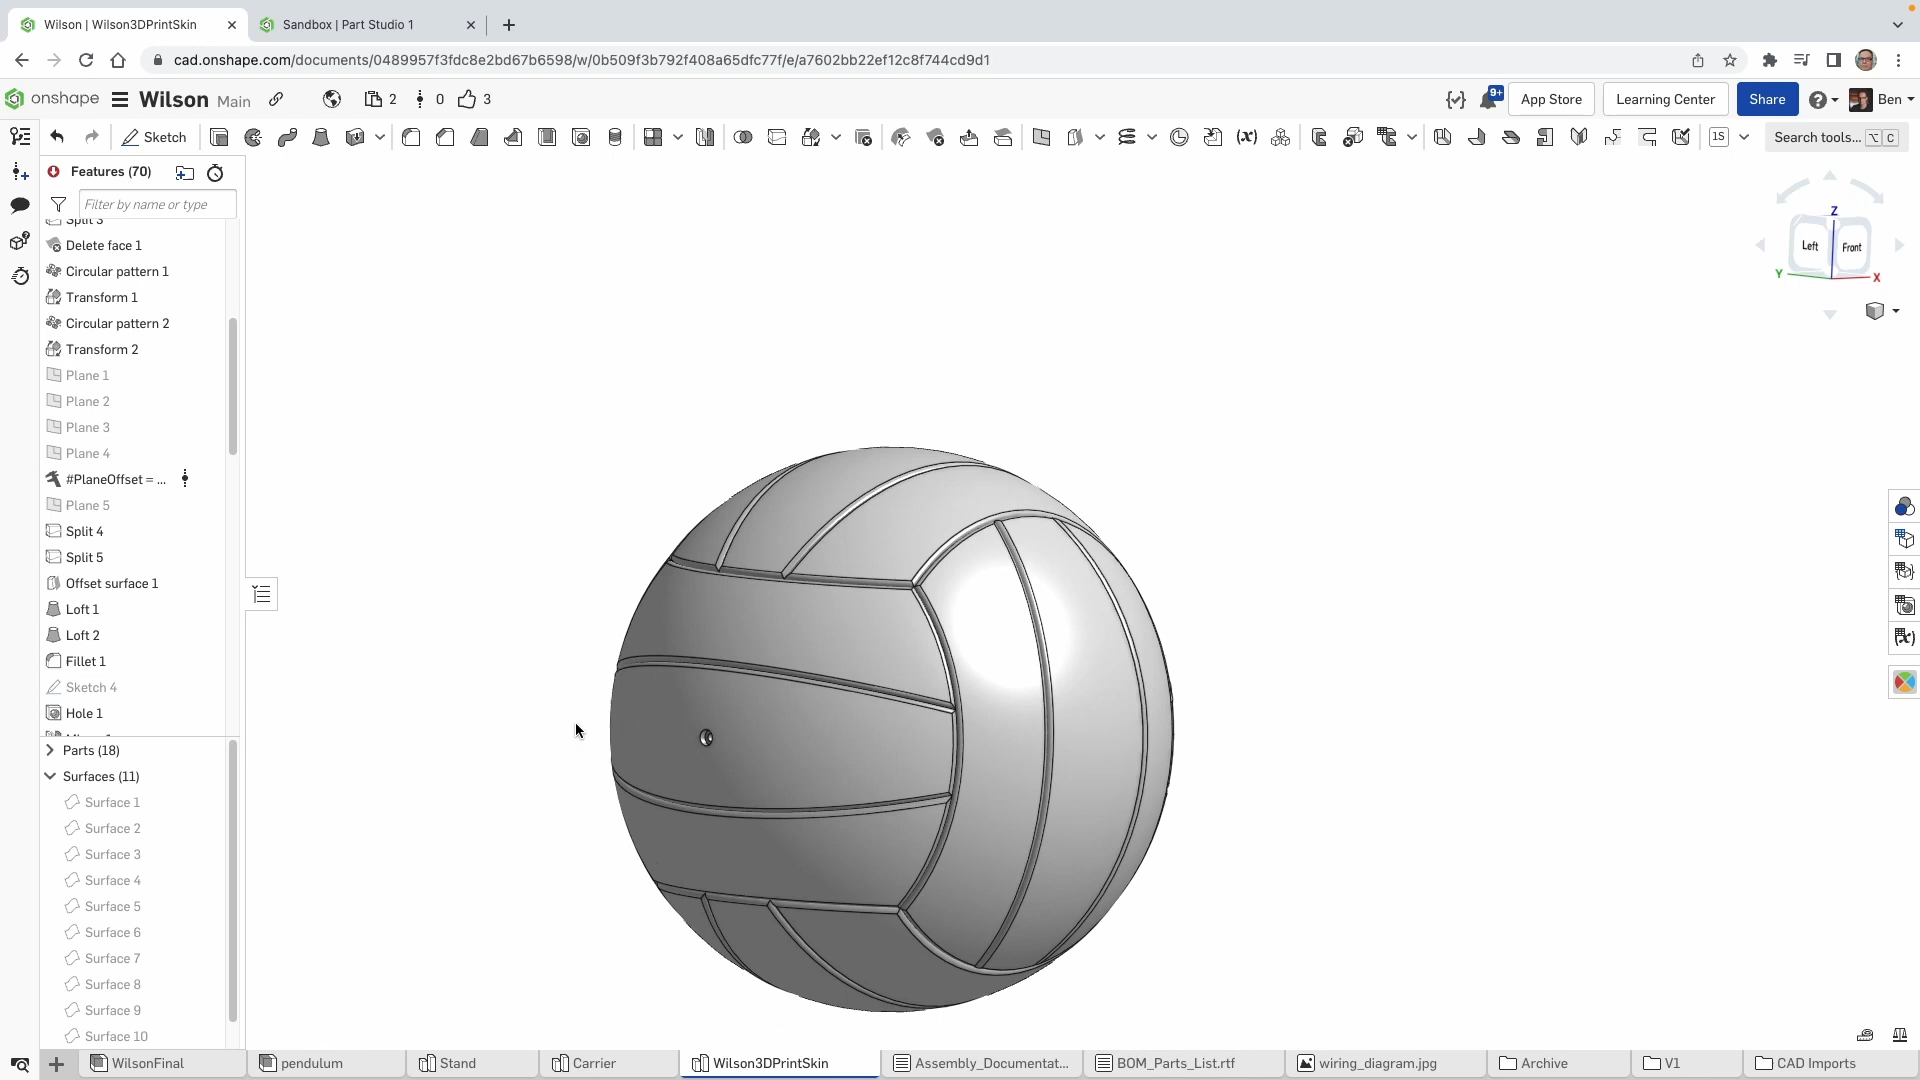 Wilson | Wilson3DPrintSkin
Sandbox | Part Studio 1
cad.onshape.com/documents/0489957f3fdc8e2bd67b6598/w/0b509f3b792f408a65dfc77f/e/a7602bb22ef12c8f744cd9d1
onshape
Wilson Main
2
0
3
9+
App Store
Learning Center
Share
Ben
Sketch
1S
Search tools... ⌥ C
Features (70)
Filter by name or type
Split 3
Delete face 1
Circular pattern 1
Transform 1
Circular pattern 2
Transform 2
Plane 1
Plane 2
Plane 3
Plane 4
#PlaneOffset = ...
Plane 5
Split 4
Split 5
Offset surface 1
Loft 1
Loft 2
Fillet 1
Sketch 4
Hole 1
Parts (18)
Surfaces (11)
Surface 1
Surface 2
Surface 3
Surface 4
Surface 5
Surface 6
Surface 7
Surface 8
Surface 9
Surface 10
Z
Left
Front
Y
X
WilsonFinal
pendulum
Stand
Carrier
Wilson3DPrintSkin
Assembly_Documentat...
BOM_Parts_List.rtf
wiring_diagram.jpg
Archive
V1
CAD Imports